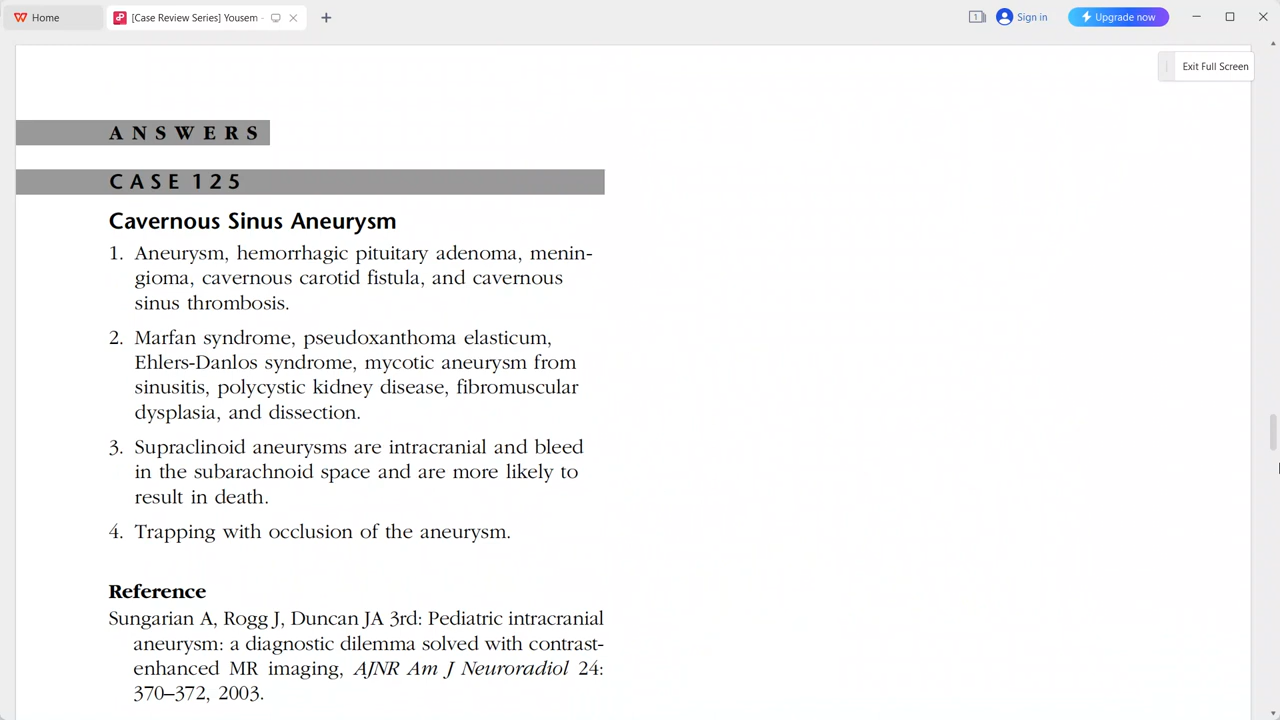 Home
[Case Review Series] Yousem -
1
Sign in
Upgrade now
Exit Full Screen
ANSWERS
CASE 125
Cavernous Sinus Aneurysm
1. Aneurysm, hemorrhagic pituitary adenoma, menin-
gioma, cavernous carotid fistula, and cavernous
sinus thrombosis.
2. Marfan syndrome, pseudoxanthoma elasticum,
Ehlers-Danlos syndrome, mycotic aneurysm from
sinusitis, polycystic kidney disease, fibromuscular
dysplasia, and dissection.
3. Supraclinoid aneurysms are intracranial and bleed
in the subarachnoid space and are more likely to
result in death.
4. Trapping with occlusion of the aneurysm.
Reference
Sungarian A, Rogg J, Duncan JA 3rd: Pediatric intracranial
aneurysm: a diagnostic dilemma solved with contrast-
enhanced MR imaging, AJNR Am J Neuroradiol 24:
370–372, 2003.